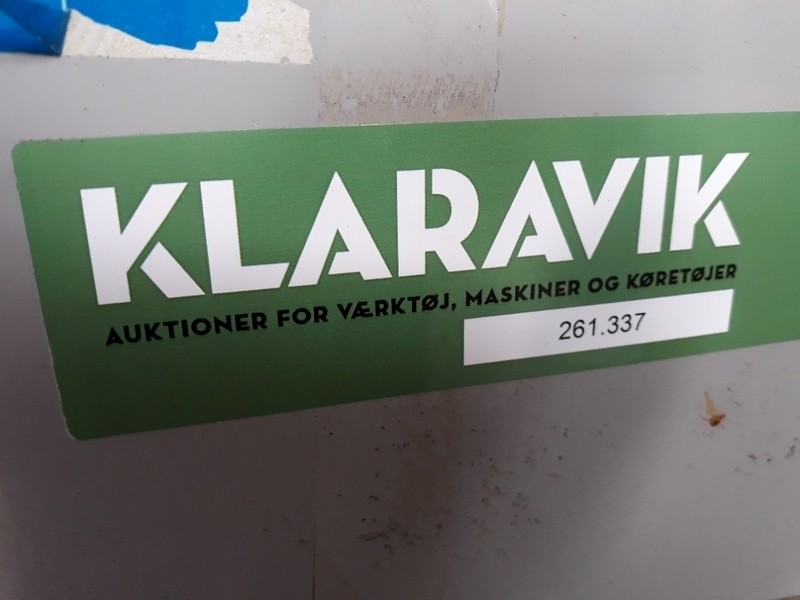 KLARAVIK
AUKTIONER FOR VÆRKTØJ, MASKINER OG KØRETØJER
261.337